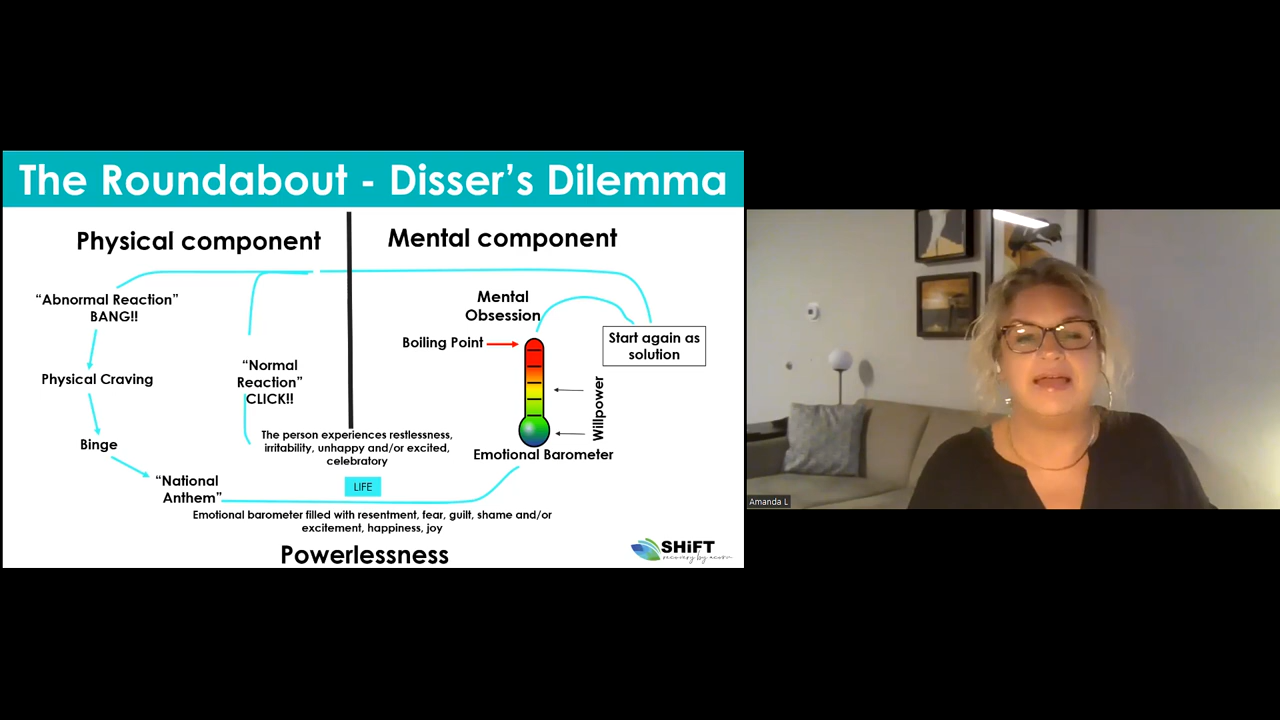 The Roundabout - Disser's Dilemma
Physical component
Mental component
“Abnormal Reaction”
BANG!!
Physical Craving
Binge
“National
Anthem”
“Normal
Reaction”
CLICK!!
Mental
Obsession
Boiling Point
Start again as
solution
Willpower
Emotional Barometer
The person experiences restlessness,
irritability, unhappy and/or excited,
celebratory
LIFE
Emotional barometer filled with resentment, fear, guilt, shame and/or
excitement, happiness, joy
Powerlessness
SHiFT
recovery by acorn
Amanda L